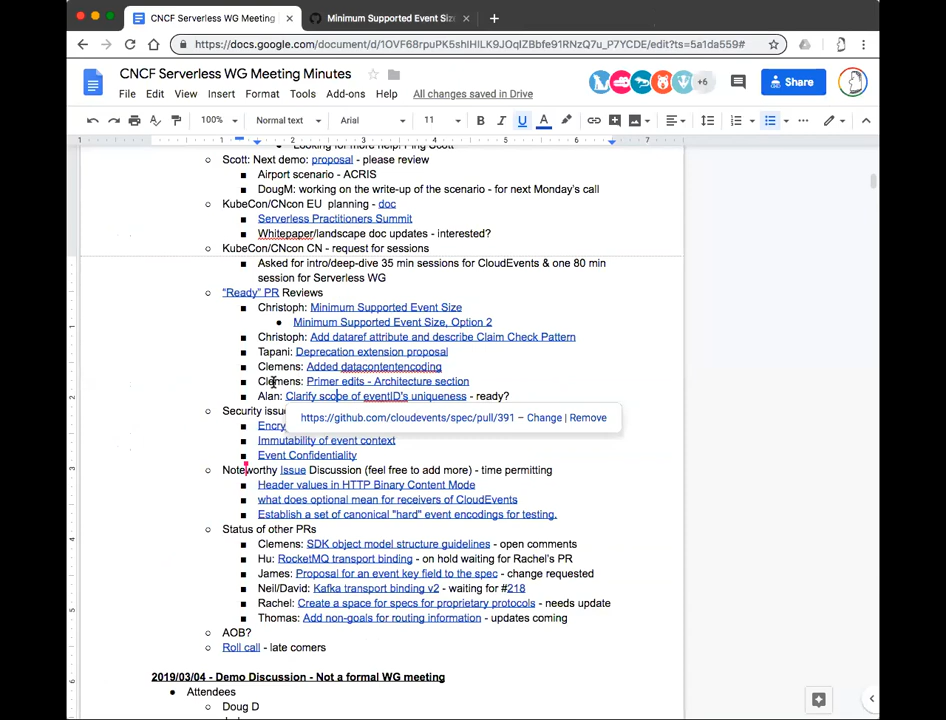 CNCF Serverless WG Meeting
Minimum Supported Event Siz
https://docs.google.com/document/d/1OVF68rpuPK5shIHILK9JOqlZBbfe91RNzQ7u_P7YCDE/edit?ts=5a1da559#
CNCF Serverless WG Meeting Minutes
File Edit View Insert Format Tools Add-ons Help All changes saved in Drive
+6
Share
100% Normal text Arial 11
1 1 2 3 4 5 6 7
Scott: Next demo: proposal - please review
Airport scenario - ACRIS
DougM: working on the write-up of the scenario - for next Monday's call
KubeCon/CNcon EU planning - doc
Serverless Practitioners Summit
Whitepaper/landscape doc updates - interested?
KubeCon/CNcon CN - request for sessions
Asked for intro/deep-dive 35 min sessions for CloudEvents & one 80 min
session for Serverless WG
"Ready" PR Reviews
Christoph: Minimum Supported Event Size
Minimum Supported Event Size, Option 2
Christoph: Add dataref attribute and describe Claim Check Pattern
Tapani: Deprecation extension proposal
Clemens: Added datacontentencoding
Clemens: Primer edits - Architecture section
Alan: Clarify scope of eventID's uniqueness - ready?
https://github.com/cloudevents/spec/pull/391 – Change | Remove
Security issue
Encry
Immutability of event context
Event Confidentiality
Noteworthy Issue Discussion (feel free to add more) - time permitting
Header values in HTTP Binary Content Mode
what does optional mean for receivers of CloudEvents
Establish a set of canonical "hard" event encodings for testing.
Status of other PRs
Clemens: SDK object model structure guidelines - open comments
Hu: RocketMQ transport binding - on hold waiting for Rachel's PR
James: Proposal for an event key field to the spec - change requested
Neil/David: Kafka transport binding v2 - waiting for #218
Rachel: Create a space for specs for proprietary protocols - needs update
Thomas: Add non-goals for routing information - updates coming
AOB?
Roll call - late comers
2019/03/04 - Demo Discussion - Not a formal WG meeting
Attendees
Doug D